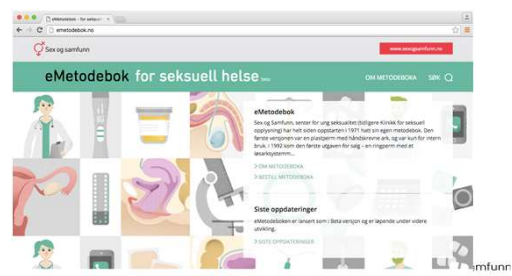 eMetodebok - for seksuell
emetodebok.no
Sex og samfunn
www.sexogsamfunn.no
eMetodebok for seksuell helse Beta
OM METODEBOKA SØK
eMetodebok
Sex og Samfunn, senter for ung seksualitet (tidligere Klinikk for seksuell
opplysning) har helt siden oppstarten i 1971 hatt sin egen metodebok. Den
første versjonen var en plastperm med håndskrevne ark, og var kun for intern
bruk. I 1992 kom den første utgaven for salg – en ringperm med et
løsarksystemm...
> OM METODEBOKA
> BESTILL METODEBOKA
Siste oppdateringer
eMetodeboken er lansert som i Beta versjon og er løpende under videre
utvikling.
> SISTE OPPDATERINGER
mfunn